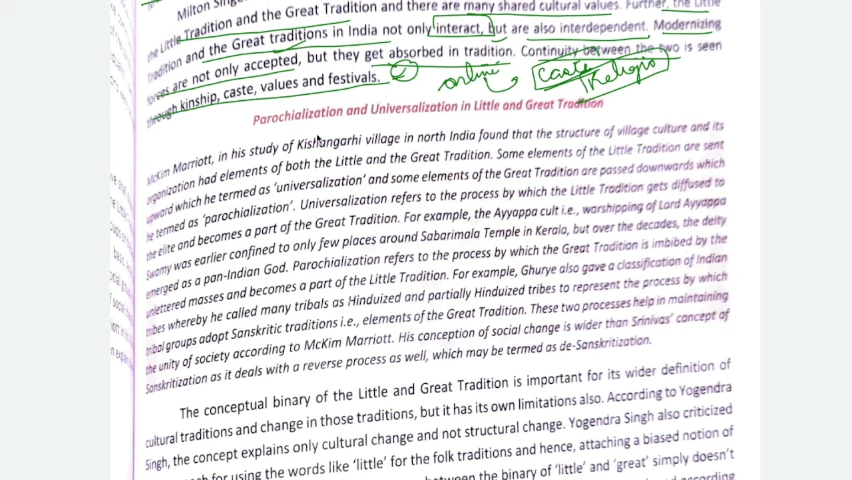 Milton Singer
the Little Tradition and the Great Tradition and there are many shared cultural values. Further, the Little
Tradition and the Great traditions in India not only interact, but are also interdependent. Modernizing
forces are not only accepted, but they get absorbed in tradition. Continuity between the two is seen
through kinship, caste, values and festivals.
online
caste
Religio
Parochialization and Universalization in Little and Great Tradition
McKim Marriott, in his study of Kishangarhi village in north India found that the structure of village culture and its
organization had elements of both the Little and the Great Tradition. Some elements of the Little Tradition are sent
upward which he termed as 'universalization' and some elements of the Great Tradition are passed downwards which
he termed as 'parochialization'. Universalization refers to the process by which the Little Tradition gets diffused to
the elite and becomes a part of the Great Tradition. For example, the Ayyappa cult i.e., worshipping of Lord Ayyappa
Swamy was earlier confined to only few places around Sabarimala Temple in Kerala, but over the decades, the deity
emerged as a pan-Indian God. Parochialization refers to the process by which the Great Tradition is imbibed by the
unlettered masses and becomes a part of the Little Tradition. For example, Ghurye also gave a classification of Indian
tribes whereby he called many tribals as Hinduized and partially Hinduized tribes to represent the process by which
tribal groups adopt Sanskritic traditions i.e., elements of the Great Tradition. These two processes help in maintaining
the unity of society according to McKim Marriott. His conception of social change is wider than Srinivas' concept of
Sanskritization as it deals with a reverse process as well, which may be termed as de-Sanskritization.
The conceptual binary of the Little and Great Tradition is important for its wider definition of
cultural traditions and change in those traditions, but it has its own limitations also. According to Yogendra
Singh, the concept explains only cultural change and not structural change. Yogendra Singh also criticized
for using the words like 'little' for the folk traditions and hence, attaching a biased notion of
between the binary of 'little' and 'great' simply doesn't
according